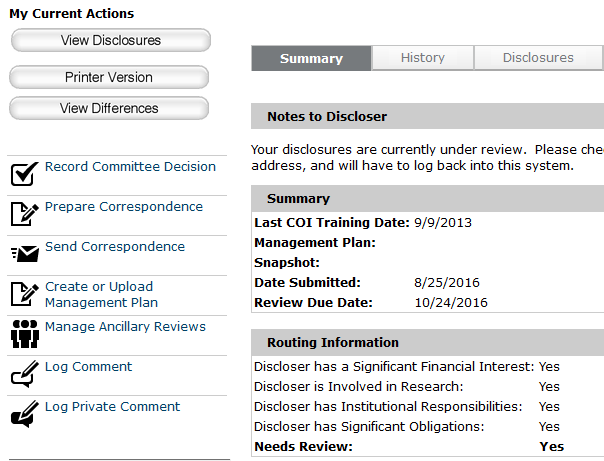 My Current Actions
View Disclosures
Printer Version
View Differences
Record Committee Decision
Prepare Correspondence
Send Correspondence
Create or Upload
Management Plan
Manage Ancillary Reviews
Log Comment
Log Private Comment
Summary History Disclosures
Notes to Discloser
Your disclosures are currently under review. Please
address, and will have to log back into this system.
Summary
Last COI Training Date: 9/9/2013
Management Plan:
Snapshot:
Date Submitted: 8/25/2016
Review Due Date: 10/24/2016
Routing Information
Discloser has a Significant Financial Interest: Yes
Discloser is Involved in Research: Yes
Discloser has Institutional Responsibilities: Yes
Discloser has Significant Obligations: Yes
Needs Review: Yes